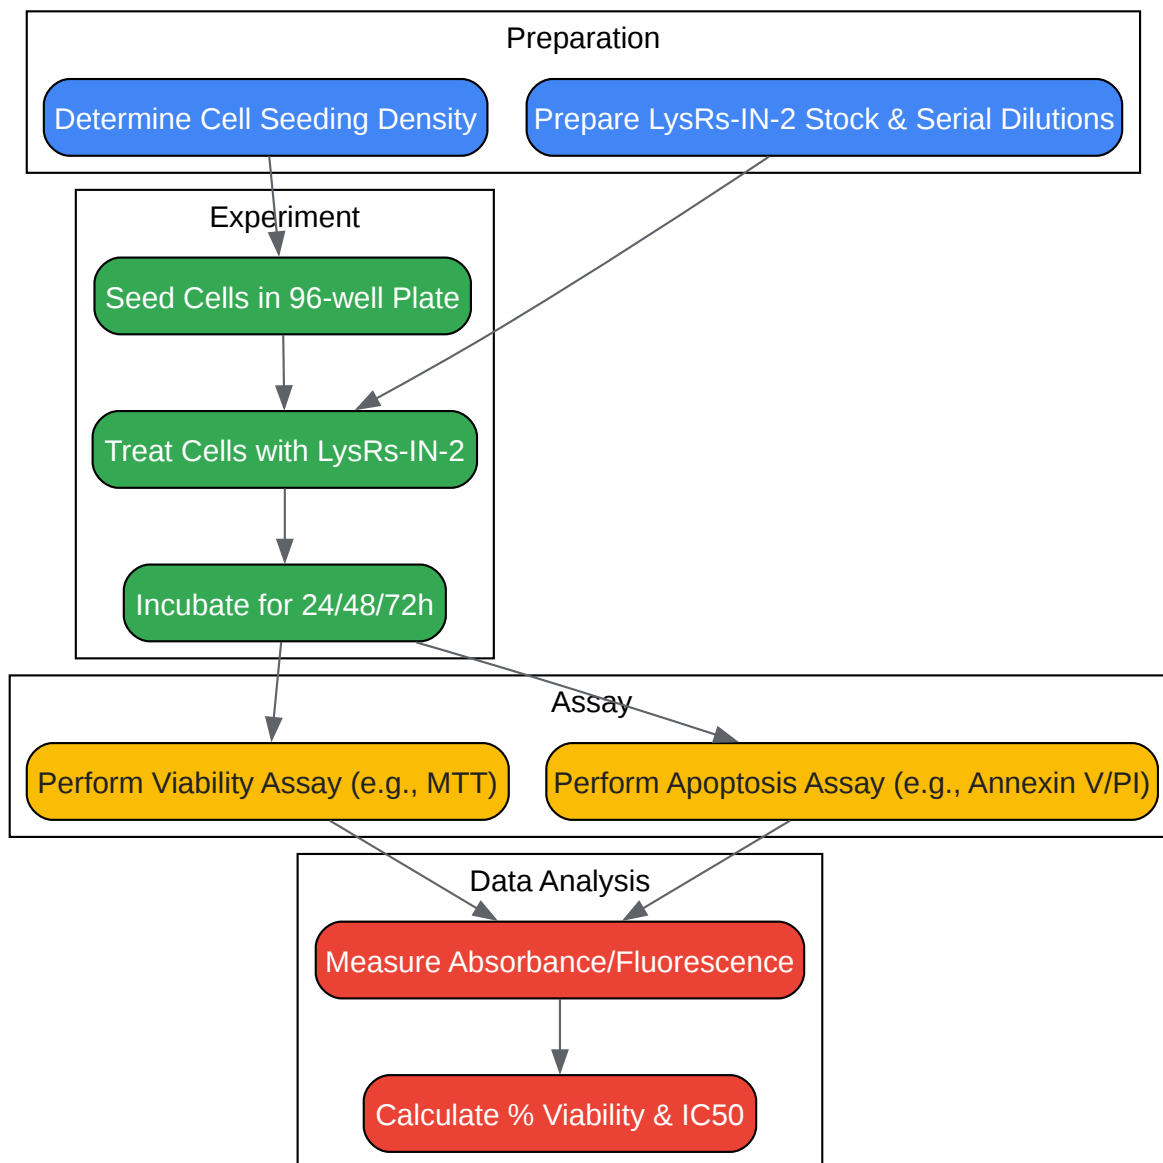 Preparation
Determine Cell Seeding Density
Prepare LysRs-IN-2 Stock & Serial Dilutions
Experiment
Seed Cells in 96-well Plate
Treat Cells with LysRs-IN-2
Incubate for 24/48/72h
Assay
Perform Viability Assay (e.g., MTT)
Perform Apoptosis Assay (e.g., Annexin V/PI)
Data Analysis
Measure Absorbance/Fluorescence
Calculate % Viability & IC50